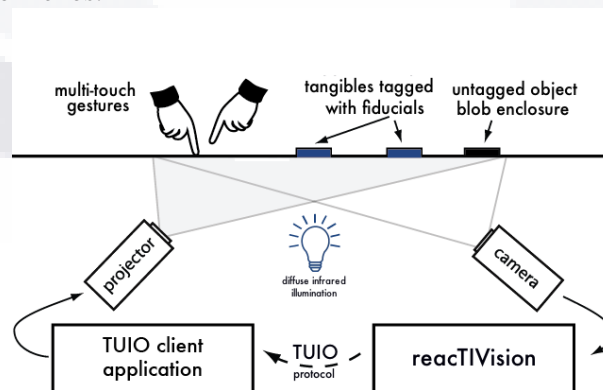 multi-touch
gestures
tangibles tagged
with fiducials
untagged object
blob enclosure
projector
diffuse infrared
illumination
camera
TUIO client
application
TUIO
protocol
reacTIVision